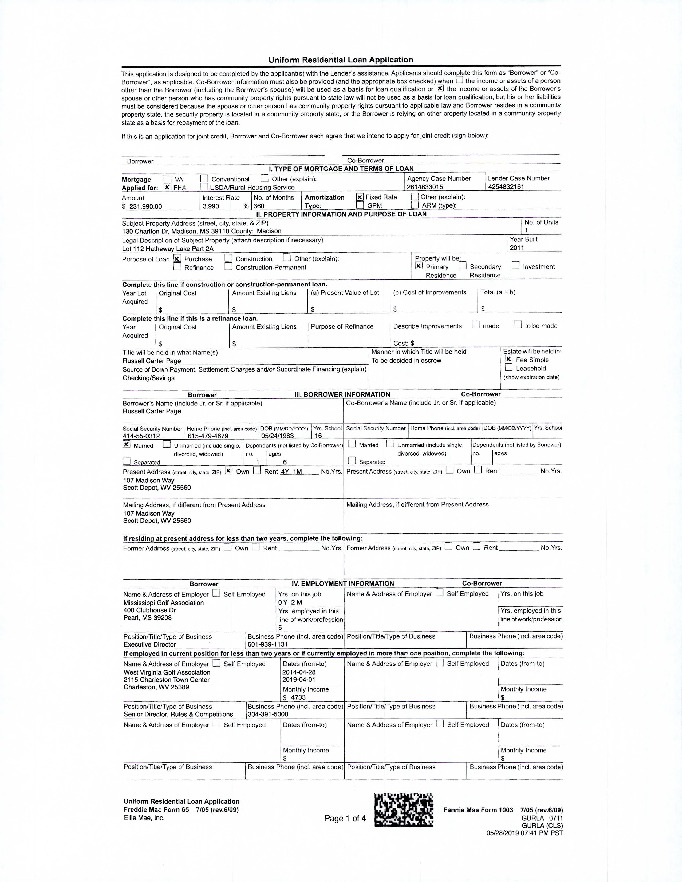 Uniform Residential Loan Application
This application is designed to be completed by the applicant(s) with the Lender's assistance. Applicants should complete this form as "Borrower" or "Co-
Borrower", as applicable. Co-Borrower information must also be provided (and the appropriate box checked) when the income or assets of a person
other than the Borrower (including the Borrower's spouse) will be used as a basis for loan qualification or the income or assets of the Borrower's
spouse or other person who has community property rights pursuant to state law will not be used as a basis for loan qualification, but his or her liabilities
must be considered because the spouse or other person has community property rights pursuant to applicable law and Borrower resides in a community
property state, the security property is located in a community property state, or the Borrower is relying on other property located in a community property
state as a basis for repayment of the loan.
If this is an application for joint credit, Borrower and Co-Borrower each agree that we intend to apply for joint credit (sign below):
Borrower Co-Borrower
I. TYPE OF MORTGAGE AND TERMS OF LOAN
Mortgage VA Conventional Other (explain): Agency Case Number Lender Case Number
Applied for: X FHA USDA/Rural Housing Service
Amount Interest Rate No. of Months Amortization X Fixed Rate Other (explain):
$ 231,990.00 3.990 % 360 Type: GPM ARM (type):
II. PROPERTY INFORMATION AND PURPOSE OF LOAN
Subject Property Address (street, city, state, & ZIP) No. of Units
130 Charlton Dr, Madison, MS 39110 County: Madison 1
Legal Description of Subject Property (attach description if necessary) Year Built
Lot 112 Hathaway Lake Part 2A 2011
Purpose of Loan X Purchase Construction Other (explain): Property will be:
Refinance Construction-Permanent X Primary Residence Secondary Residence Investment
Complete this line if construction or construction-permanent loan.
Year Lot Acquired Original Cost Amount Existing Liens (a) Present Value of Lot (b) Cost of Improvements Total (a + b)
$ $ $ $ $
Complete this line if this is a refinance loan.
Year Acquired Original Cost Amount Existing Liens Purpose of Refinance Describe Improvements made to be made
$ $ Cost: $
Title will be held in what Name(s) Manner in which Title will be held Estate will be held in:
Russell Carter Page To be decided in escrow X Fee Simple
Source of Down Payment, Settlement Charges and/or Subordinate Financing (explain) Leasehold
Checking/Savings (show expiration date)
Borrower III. BORROWER INFORMATION Co-Borrower
Borrower's Name (include Jr. or Sr. if applicable) Co-Borrower's Name (include Jr. or Sr. if applicable)
Russell Carter Page
Social Security Number Home Phone (incl. area code) DOB (MM/DD/YYYY) Yrs. School Social Security Number Home Phone (incl. area code) DOB (MM/DD/YYYY) Yrs. School
16
X Married Unmarried (include single, divorced, widowed) Dependents (not listed by Co-Borrower) Married Unmarried (include single, divorced, widowed) Dependents (not listed by Borrower)
Separated no. ages Separated no. ages
Present Address (street, city, state, ZIP) X Own Rent 4Y 1M No. Yrs. Present Address (street, city, state, ZIP) Own Rent No. Yrs.
107 Madison Way
Scott Depot, WV 25560
Mailing Address, if different from Present Address Mailing Address, if different from Present Address
107 Madison Way
Scott Depot, WV 25560
If residing at present address for less than two years, complete the following:
Former Address (street, city, state, ZIP) Own Rent No. Yrs. Former Address (street, city, state, ZIP) Own Rent No. Yrs.
Borrower IV. EMPLOYMENT INFORMATION Co-Borrower
Name & Address of Employer Self Employed Yrs. on this job Name & Address of Employer Self Employed Yrs. on this job
Mississippi Golf Association 0Y 2M
400 Clubhouse Dr Yrs. employed in this line of work/profession Yrs. employed in this line of work/profession
Pearl, MS 39208
Position/Title/Type of Business Business Phone (incl. area code) Position/Title/Type of Business Business Phone (incl. area code)
Executive Director
If employed in current position for less than two years or if currently employed in more than one position, complete the following:
Name & Address of Employer Self Employed Dates (from-to) Name & Address of Employer Self Employed Dates (from-to)
West Virginia Golf Association 2014-04-28
2115 Charleston Town Center 2019-04-01
Charleston, WV 25389 Monthly Income Monthly Income
$ 4703 $
Position/Title/Type of Business Business Phone (incl. area code) Position/Title/Type of Business Business Phone (incl. area code)
Senior Director, Rules & Competitions
Name & Address of Employer Self Employed Dates (from-to) Name & Address of Employer Self Employed Dates (from-to)
Monthly Income Monthly Income
$ $
Position/Title/Type of Business Business Phone (incl. area code) Position/Title/Type of Business Business Phone (incl. area code)
Uniform Residential Loan Application
Freddie Mac Form 65 7/05 (rev.6/09) Fannie Mae Form 1003 7/05 (rev.6/09)
Ellie Mae, Inc. Page 1 of 4 GURLA 0711
GURLA (CLS)
05/28/2019 07:41 PM PST